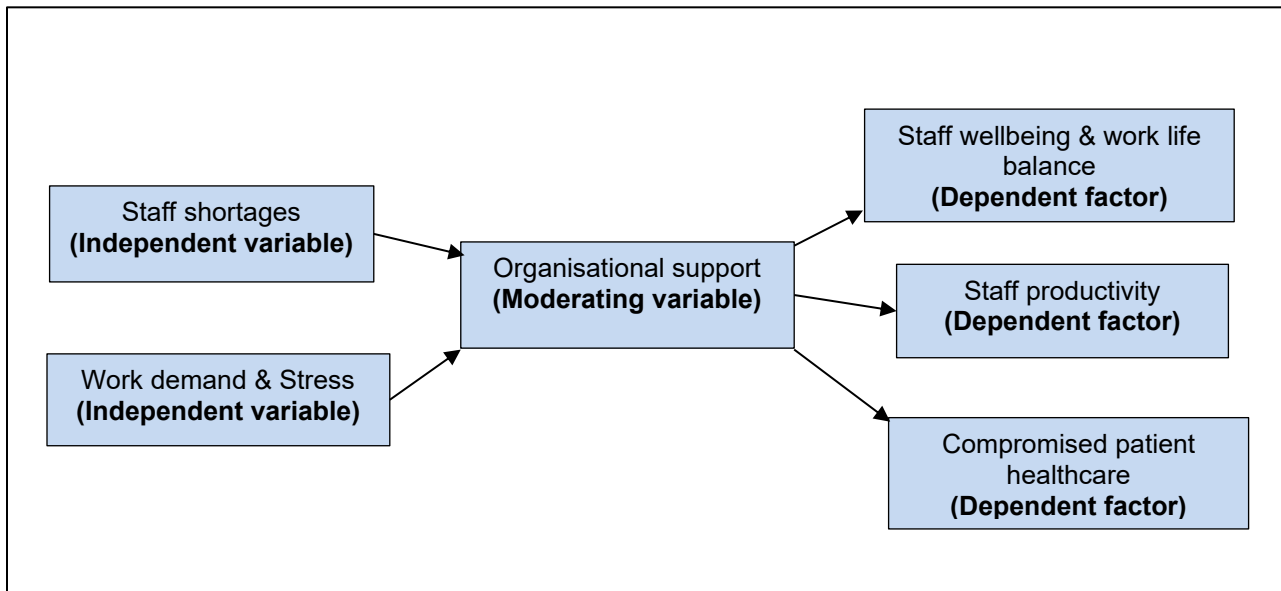 Staff shortages
(Independent variable)
Work demand & Stress
(Independent variable)
Organisational support
(Moderating variable)
Staff wellbeing & work life
balance
(Dependent factor)
Staff productivity
(Dependent factor)
Compromised patient
healthcare
(Dependent factor)